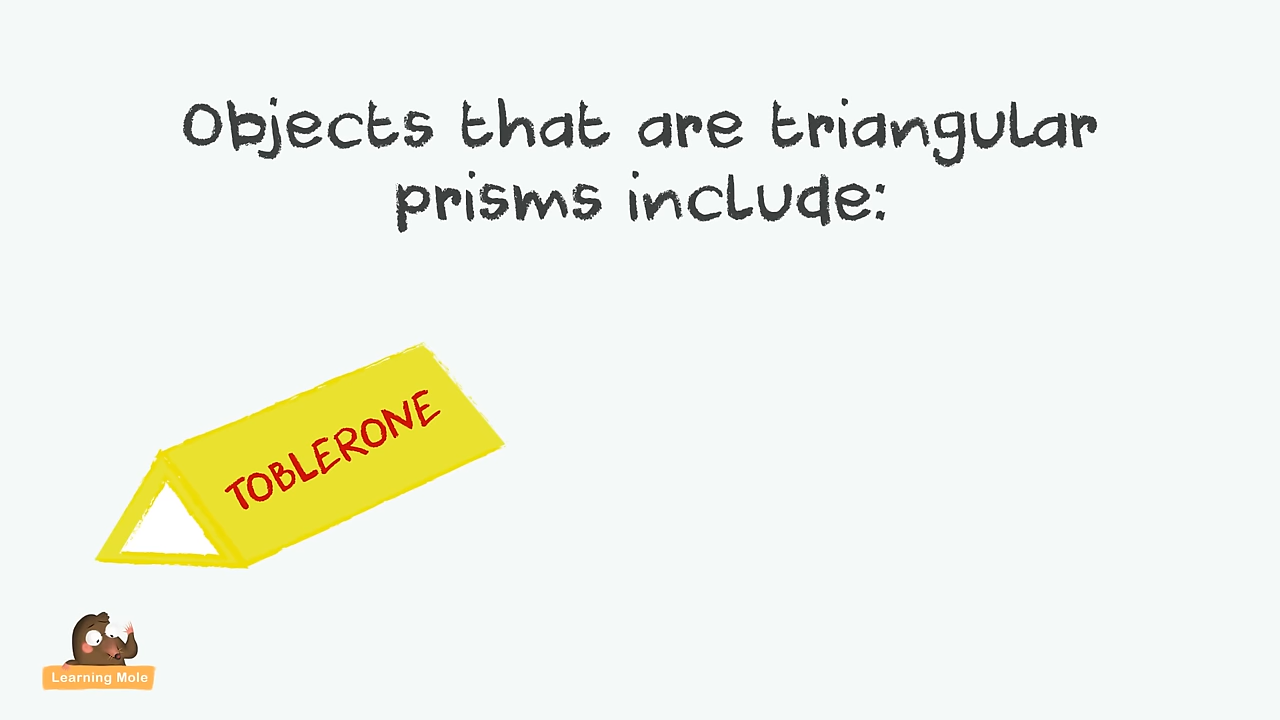 Objects that are triangular
prisms include:
TOBLERONE
Learning Mole